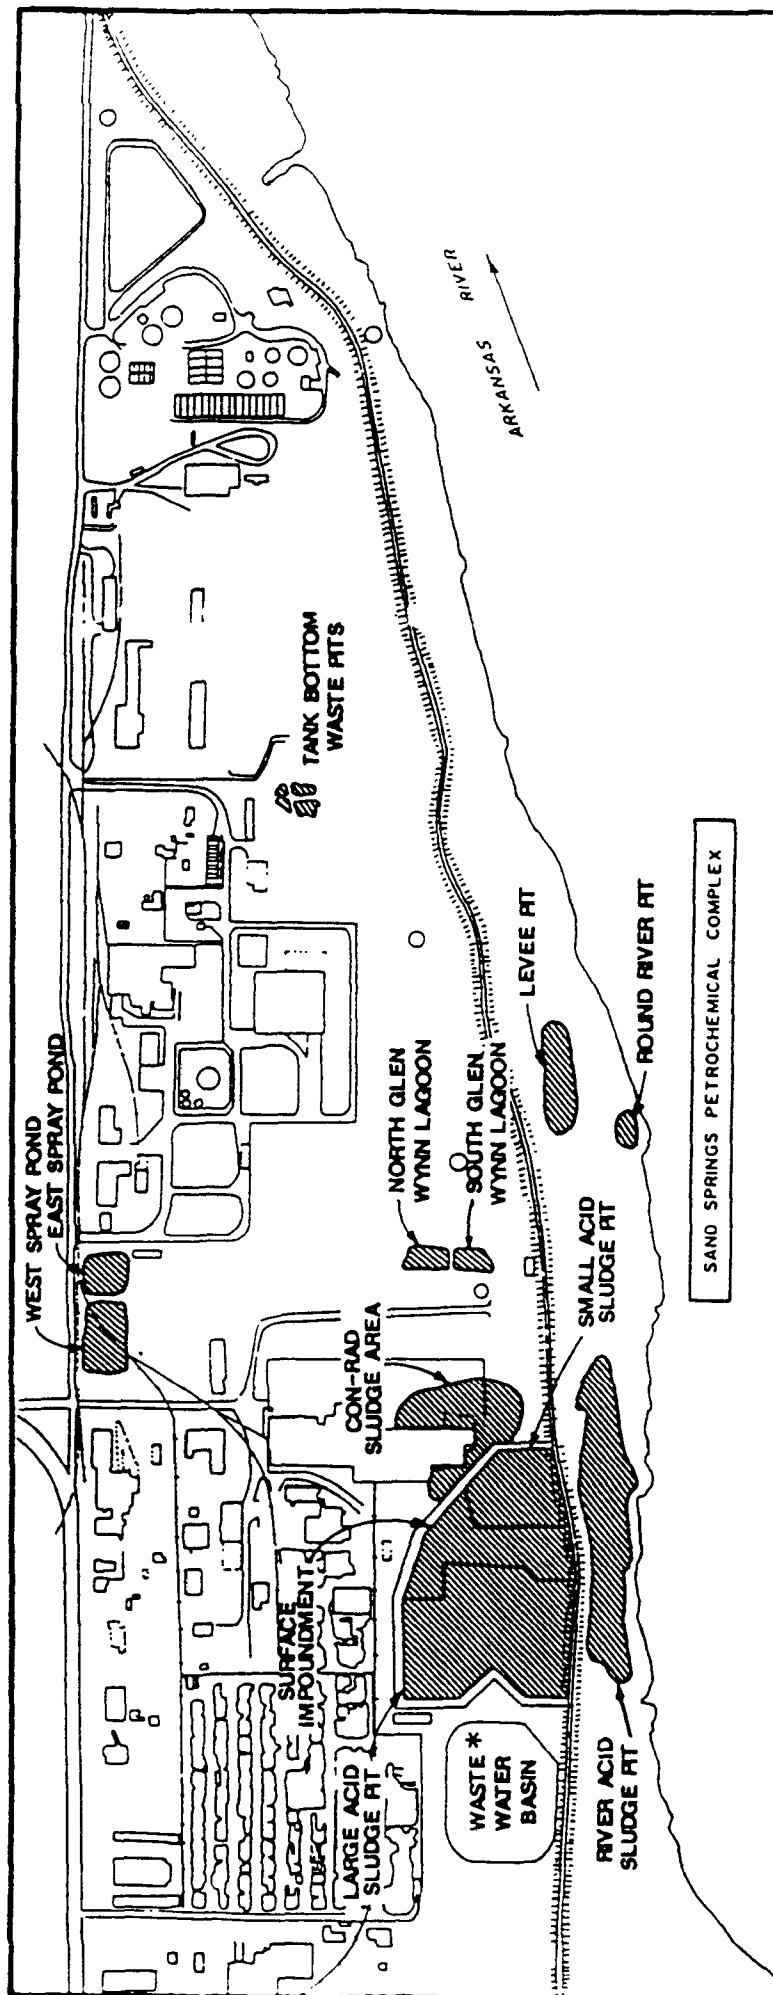 WEST SPRAY POND
EAST SPRAY POND
TANK BOTTOM
WASTE PITS
ARKANSAS RIVER
NORTH GLEN
WYNN LAGOON
SOUTH GLEN
WYNN LAGOON
LEVEE PIT
ROUND RIVER PIT
CON-RAD
SLUDGE AREA
SMALL ACID
SLUDGE PIT
SURFACE
IMPOUNDMENT
LARGE ACID
SLUDGE PIT
WASTE *
WATER
BASIN
RIVER ACID
SLUDGE PIT
SAND SPRINGS PETROCHEMICAL COMPLEX